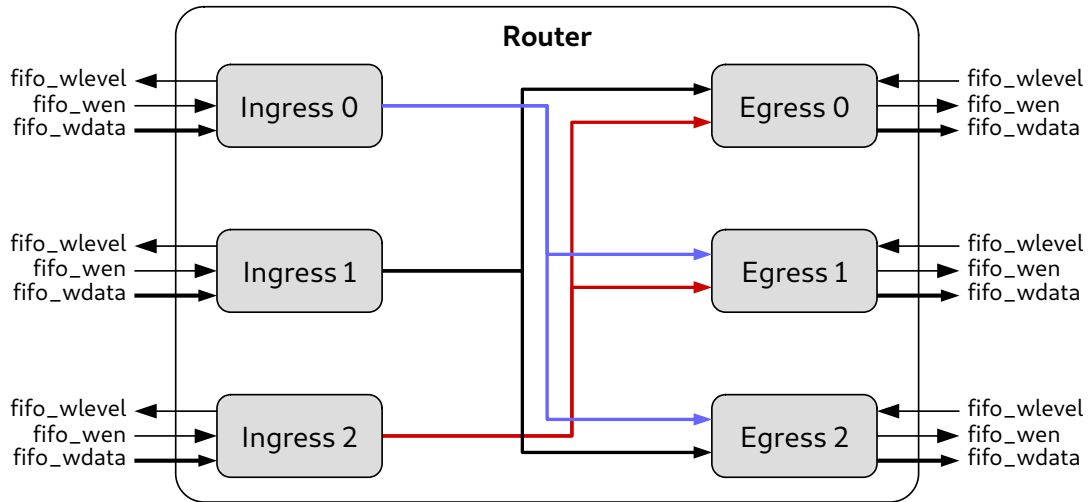 Router
fifo_wlevel
fifo_wen
fifo_wdata
Ingress 0
Egress 0
fifo_wlevel
fifo_wen
fifo_wdata
fifo_wlevel
fifo_wen
fifo_wdata
Ingress 1
Egress 1
fifo_wlevel
fifo_wen
fifo_wdata
fifo_wlevel
fifo_wen
fifo_wdata
Ingress 2
Egress 2
fifo_wlevel
fifo_wen
fifo_wdata